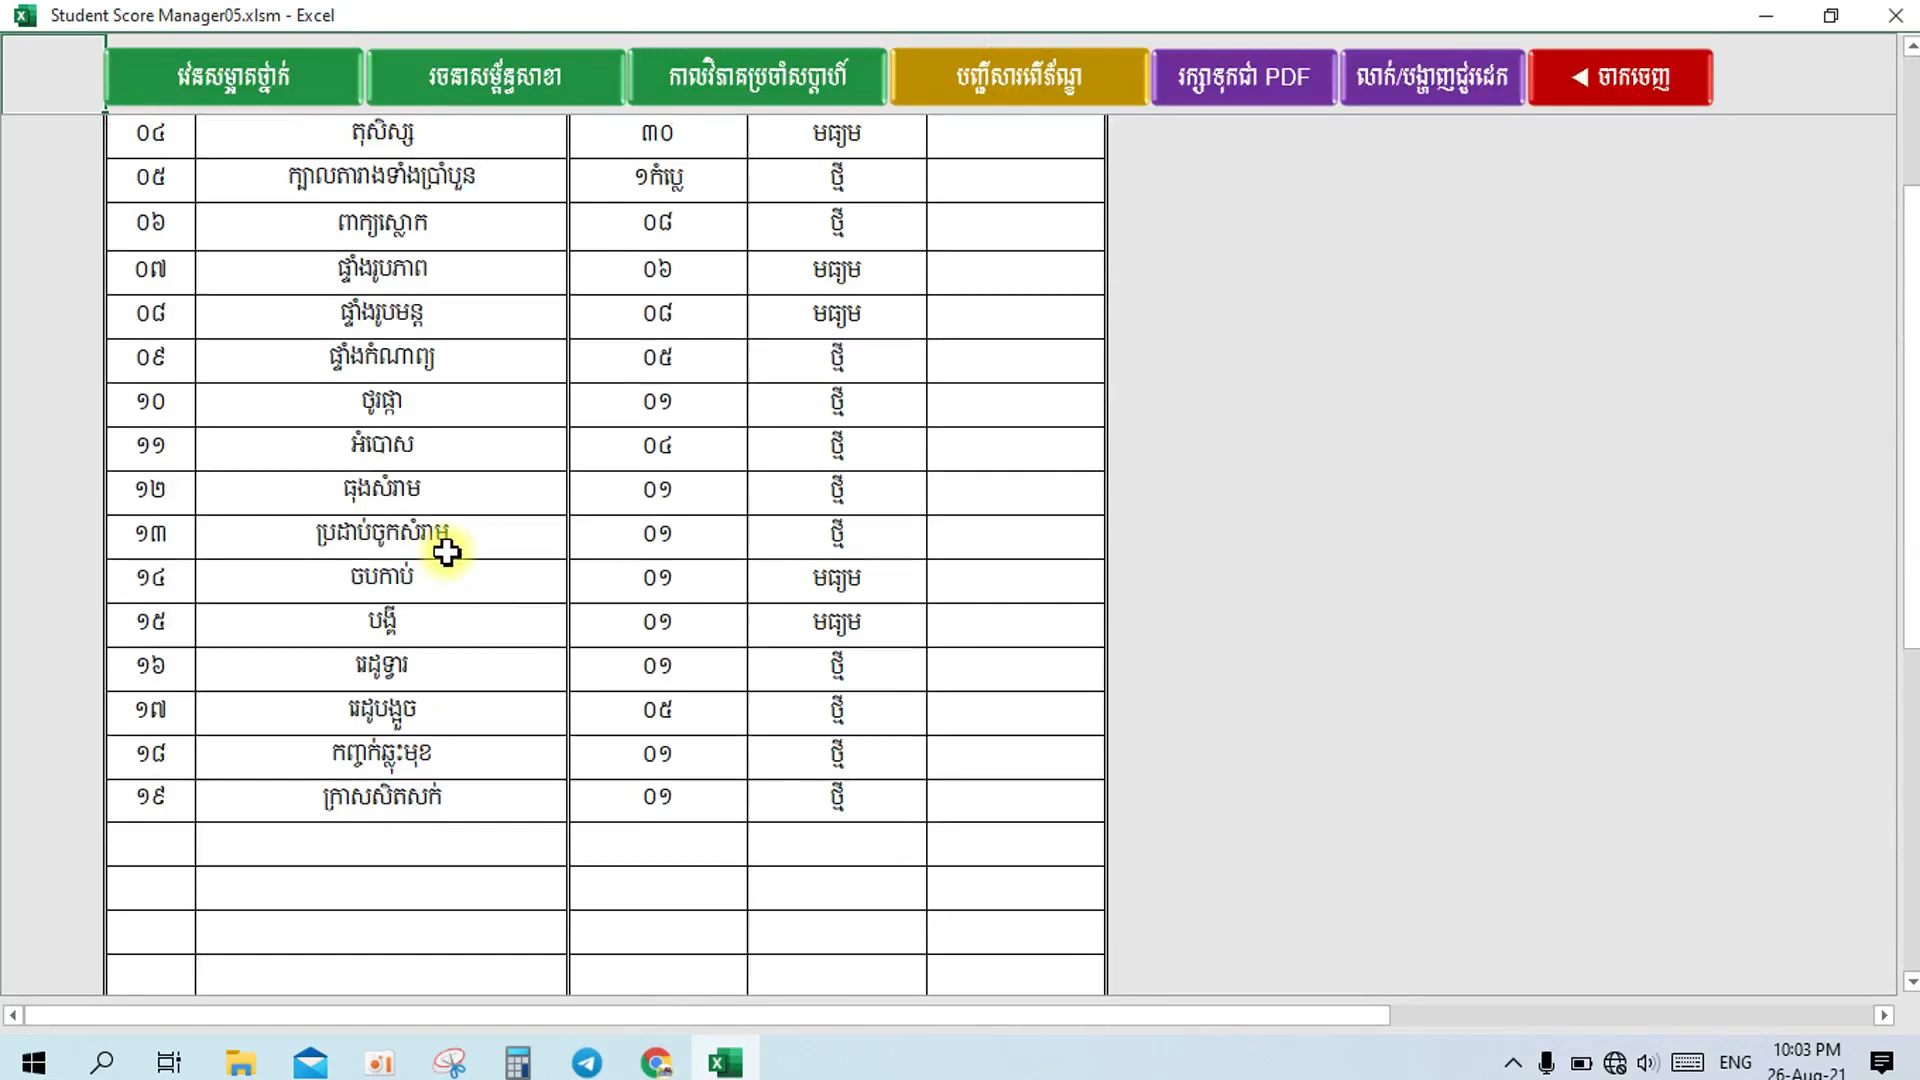 Student Score Manager05.xlsm - Excel
វេនសម្អាតថ្នាក់ រចនាសម្ព័ន្ធសាខា កាលវិភាគប្រចាំសប្ដាហ៍ បញ្ជីសារពើភ័ណ្ឌ រក្សាទុកជា PDF លាក់/បង្ហាញជួរដេក ◀ ចាកចេញ
០៤ តុសិស្ស ៣០ មធ្យម
០៥ ក្បាលតារាងទាំងប្រាំបួន ១កំប្លេ ថ្មី
០៦ ពាក្យស្លោក ០៨ ថ្មី
០៧ ផ្ទាំងរូបភាព ០៦ មធ្យម
០៨ ផ្ទាំងរូបមន្ត ០៨ មធ្យម
០៩ ផ្ទាំងកំណាព្យ ០៥ ថ្មី
១០ ថូរផ្កា ០១ ថ្មី
១១ អំបោស ០៤ ថ្មី
១២ ធុងសំរាម ០១ ថ្មី
១៣ ប្រដាប់ចូកសំរាម ០១ ថ្មី
១៤ ចបកាប់ ០១ មធ្យម
១៥ បង្គី ០១ មធ្យម
១៦ រេដូទ្វារ ០១ ថ្មី
១៧ រេដូបង្អួច ០៥ ថ្មី
១៨ កញ្ចក់ឆ្លុះមុខ ០១ ថ្មី
១៩ ក្រាសសិតសក់ ០១ ថ្មី
ENG 10:03 PM
26-Aug-21